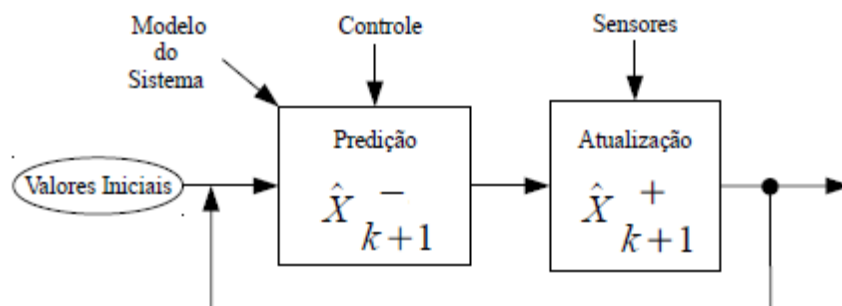 Modelo
do
Sistema
Controle
Sensores
Valores Iniciais
Predição
X̂ −
k+1
Atualização
X̂ +
k+1